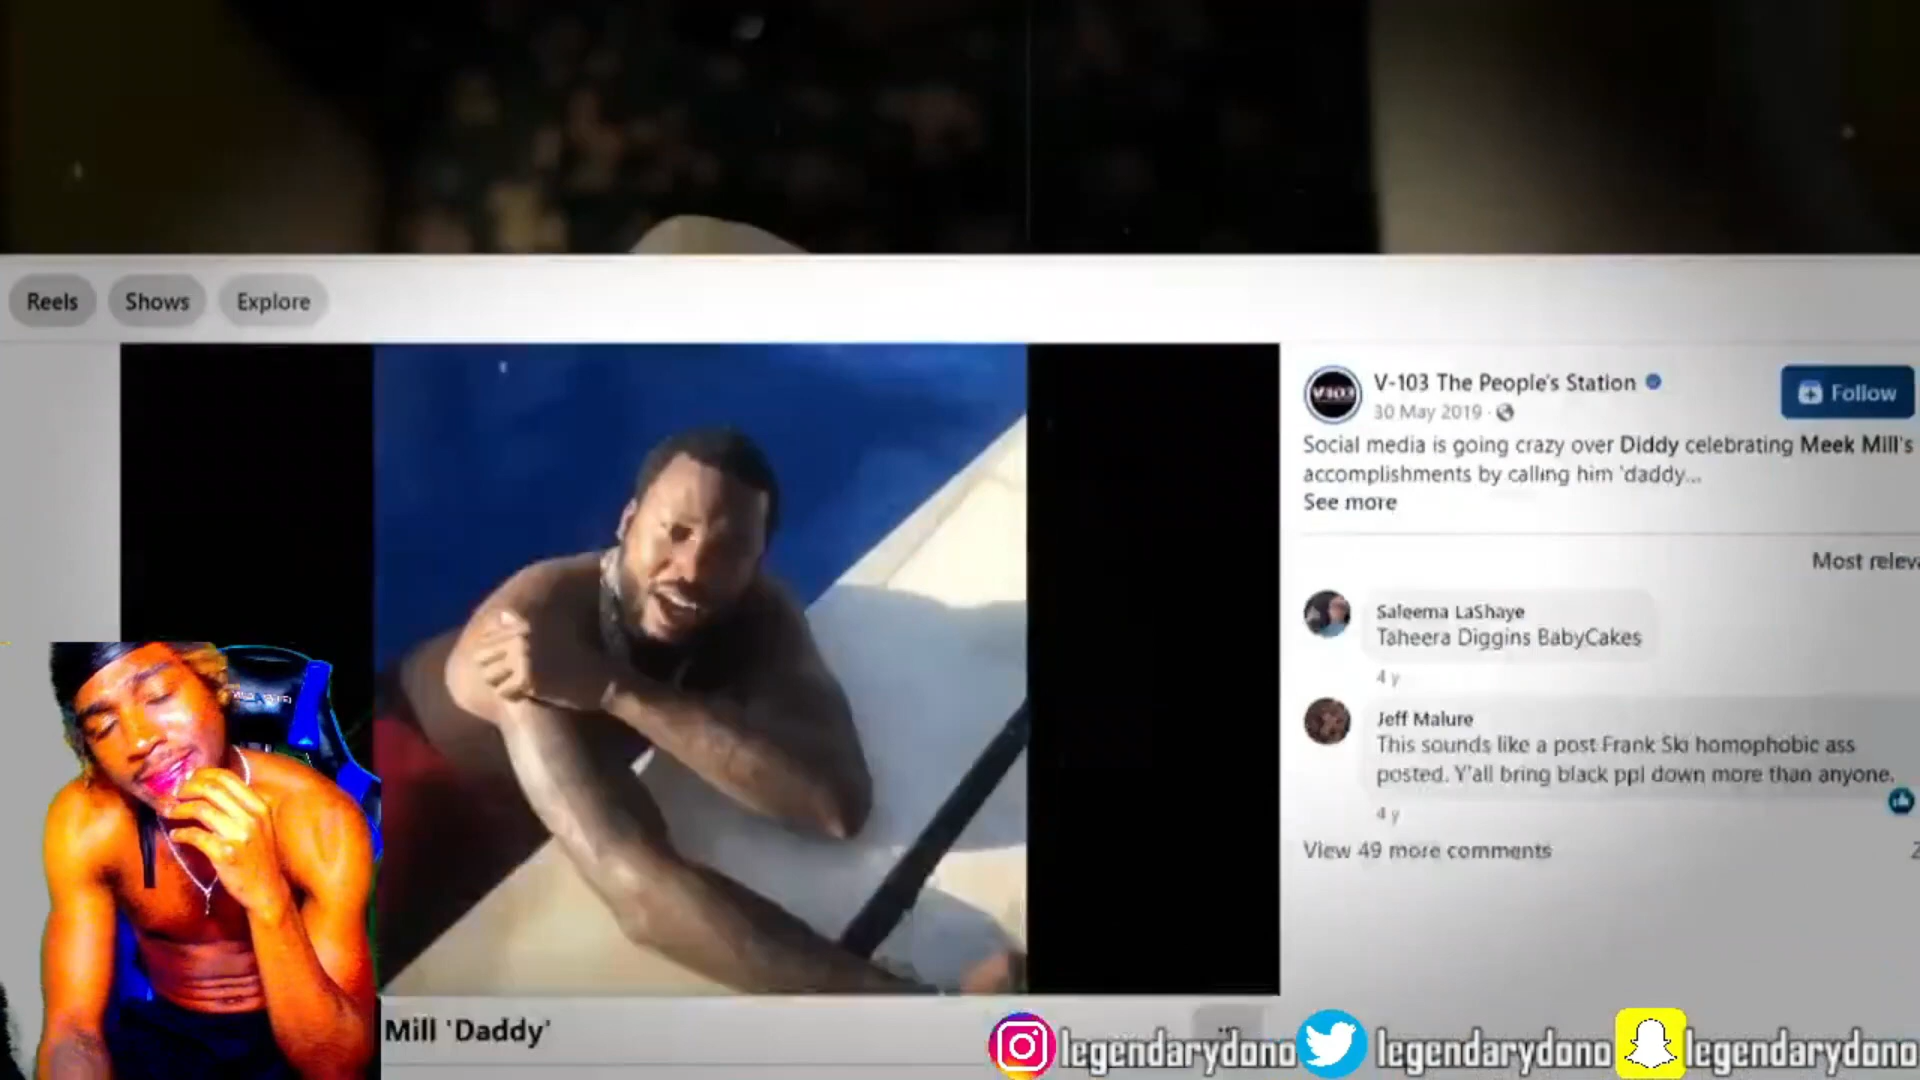 Reels
Shows
Explore
V-103 The People's Station
Follow
30 May 2019 ·
Social media is going crazy over Diddy celebrating Meek Mill's
accomplishments by calling him 'daddy...
See more
Most releva
Saleema LaShaye
Taheera Diggins BabyCakes
4 y
Jeff Malure
This sounds like a post Frank Ski homophobic ass
posted. Y'all bring black ppl down more than anyone.
4 y
View 49 more comments
Mill 'Daddy'
legendarydono
legendarydono
legendarydono